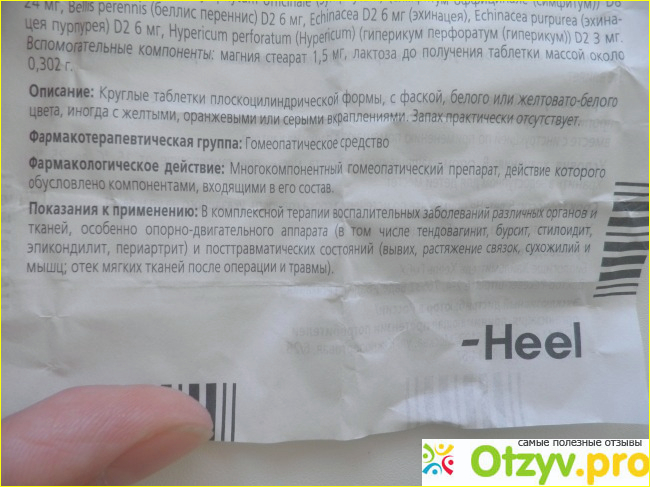 24 мг, Bellis perennis (беллис переннис) D2 6 мг, Echinacea D2 6 мг (эхинацея), Echinacea purpurea (эхина-
цея пурпурея) D2 6 мг, Hypericum perforatum (Hypericum) (гиперикум перфоратум (гиперикум)) D2 3 мг.
Вспомогательные компоненты: магния стеарат 1,5 мг, лактоза до получения таблетки массой около
0,302 г.
Описание: Круглые таблетки плоскоцилиндрической формы, с фаской, белого или желтовато-белого
цвета, иногда с желтыми, оранжевыми или серыми вкраплениями. Запах практически отсутствует.
Фармакотерапевтическая группа: Гомеопатическое средство
Фармакологическое действие: Многокомпонентный гомеопатический препарат, действие которого
обусловлено компонентами, входящими в его состав.
Показания к применению: В комплексной терапии воспалительных заболеваний различных органов и
тканей, особенно опорно-двигательного аппарата (в том числе тендовагинит, бурсит, стилоидит,
эпикондилит, периартрит) и посттравматических состояний (вывих, растяжение связок, сухожилий и
мышц; отек мягких тканей после операции и травмы).
-Heel
самые полезные отзывы
Otzyv.pro